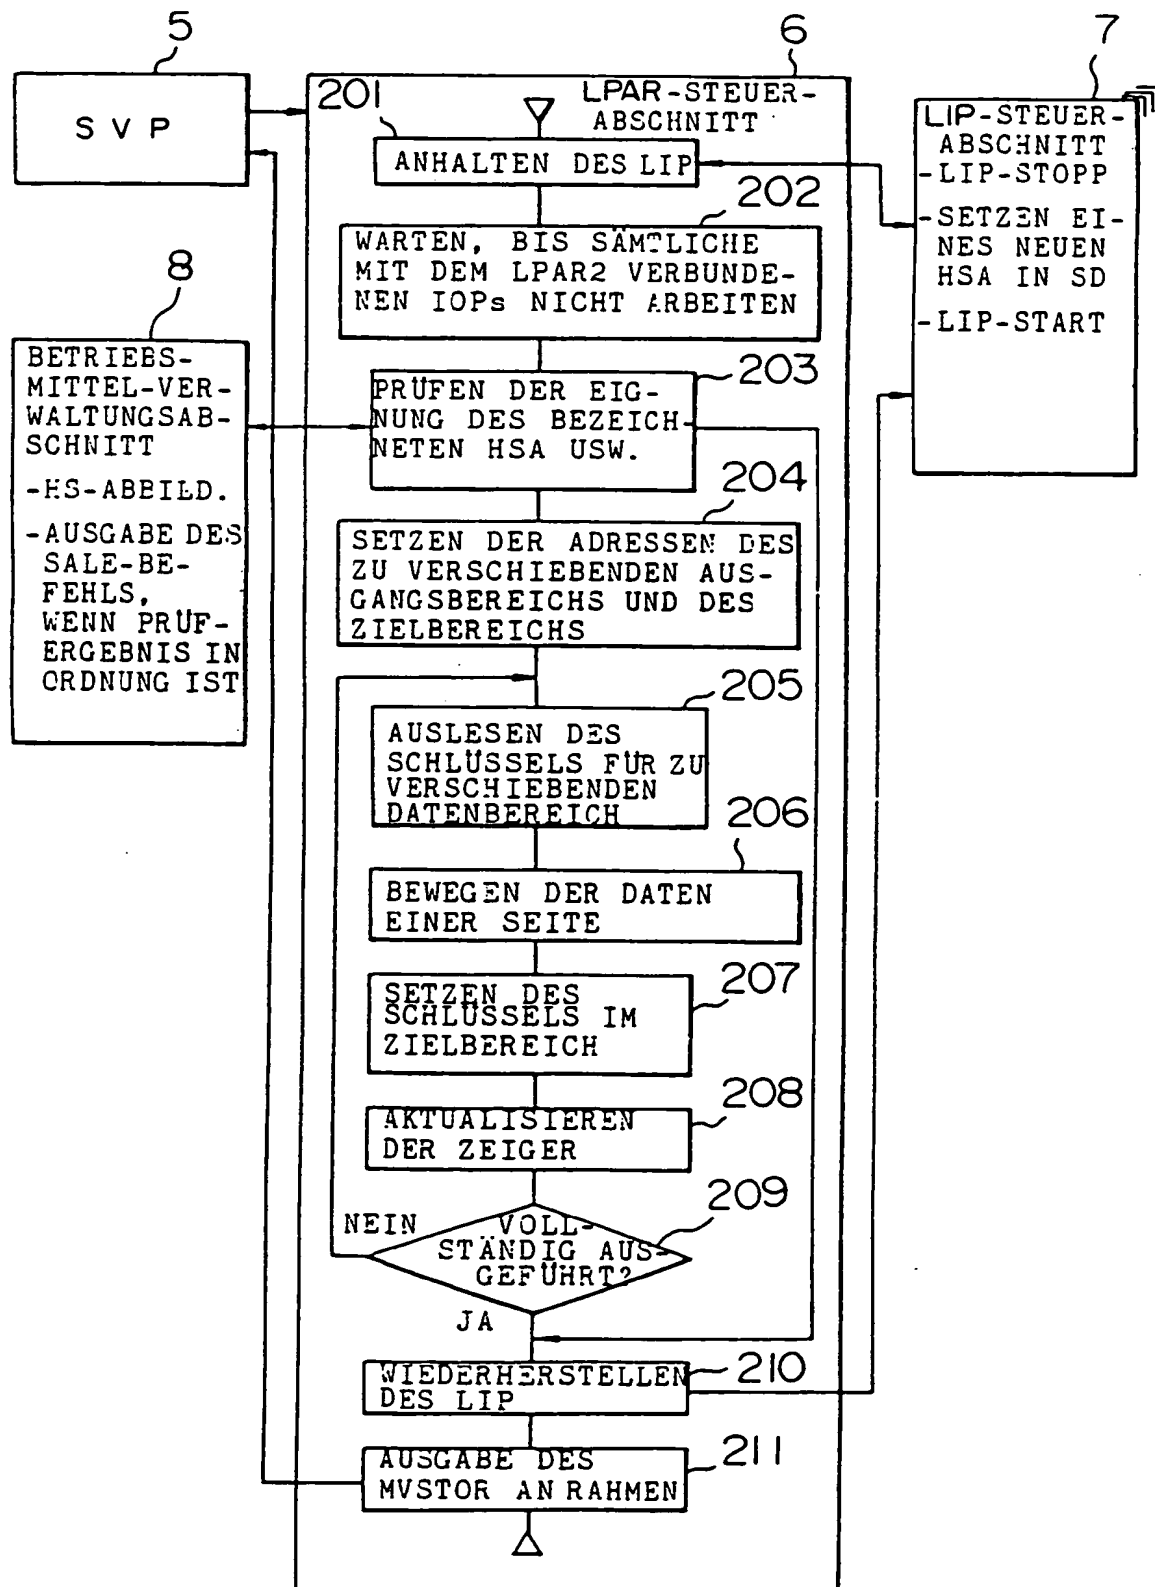 5
SVP
6
LPAR-STEUER-
ABSCHNITT
201
ANHALTEN DES LIP
202
WARTEN, BIS SÄMTLICHE
MIT DEM LPAR2 VERBUNDE-
NEN IOPs NICHT ARBEITEN
203
PRÜFEN DER EIG-
NUNG DES BEZEICH-
NETEN HSA USW.
204
SETZEN DER ADRESSEN DES
ZU VERSCHIEBENDEN AUS-
GANGSBEREICHS UND DES
ZIELBEREICHS
205
AUSLESEN DES
SCHLÜSSELS FÜR ZU
VERSCHIEBENDEN
DATENBEREICH
206
BEWEGEN DER DATEN
EINER SEITE
207
SETZEN DES
SCHLÜSSELS IM
ZIELBEREICH
208
AKTUALISIEREN
DER ZEIGER
209
VOLL-
STÄNDIG AUS-
GEFÜHRT?
NEIN
JA
210
WIEDERHERSTELLEN
DES LIP
211
AUSGABE DES
MVSTOR AN RAHMEN
7
LIP-STEUER-
ABSCHNITT
-LIP-STOPP
-SETZEN EI-
NES NEUEN
HSA IN SD
-LIP-START
8
BETRIEBS-
MITTEL-VER-
WALTUNGSAB-
SCHNITT
-HS-ABBILD.
-AUSGABE DES
SALE-BE-
FEHLS,
WENN PRÜF-
ERGEBNIS IN
ORDNUNG IST